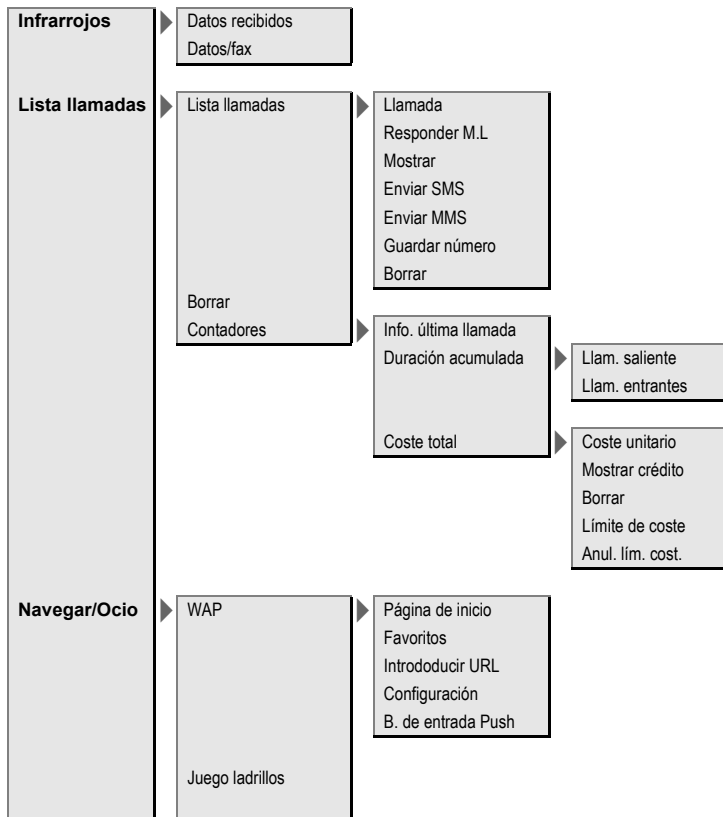 Infrarrojos
Datos recibidos
Datos/fax
Lista llamadas
Lista llamadas
Llamada
Responder M.L
Mostrar
Enviar SMS
Enviar MMS
Guardar número
Borrar
Borrar
Contadores
Info. última llamada
Duración acumulada
Llam. saliente
Llam. entrantes
Coste total
Coste unitario
Mostrar crédito
Borrar
Límite de coste
Anul. lím. cost.
Navegar/Ocio
WAP
Página de inicio
Favoritos
Intrododucir URL
Configuración
B. de entrada Push
Juego ladrillos